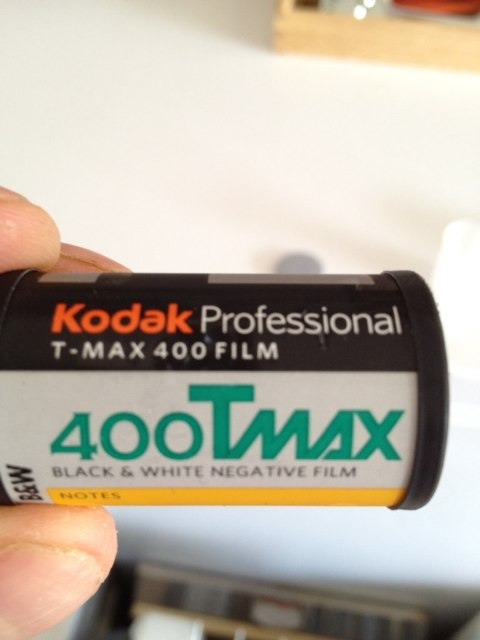 Kodak Professional
T-MAX 400 FILM
400TMAX
BLACK & WHITE NEGATIVE FILM
B&W
NOTES